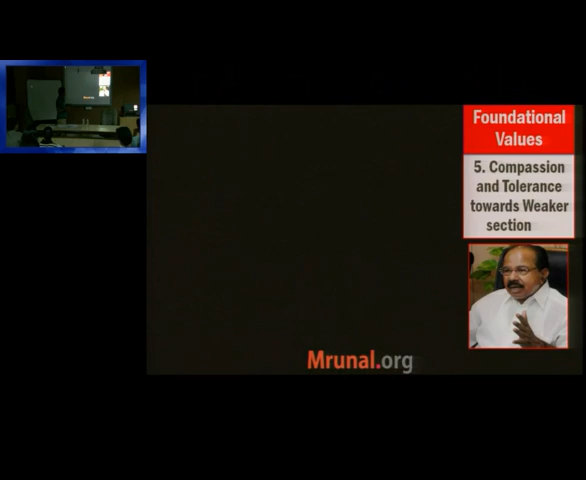 Foundational
Values
5. Compassion
and Tolerance
towards Weaker
section
Mrunal.org